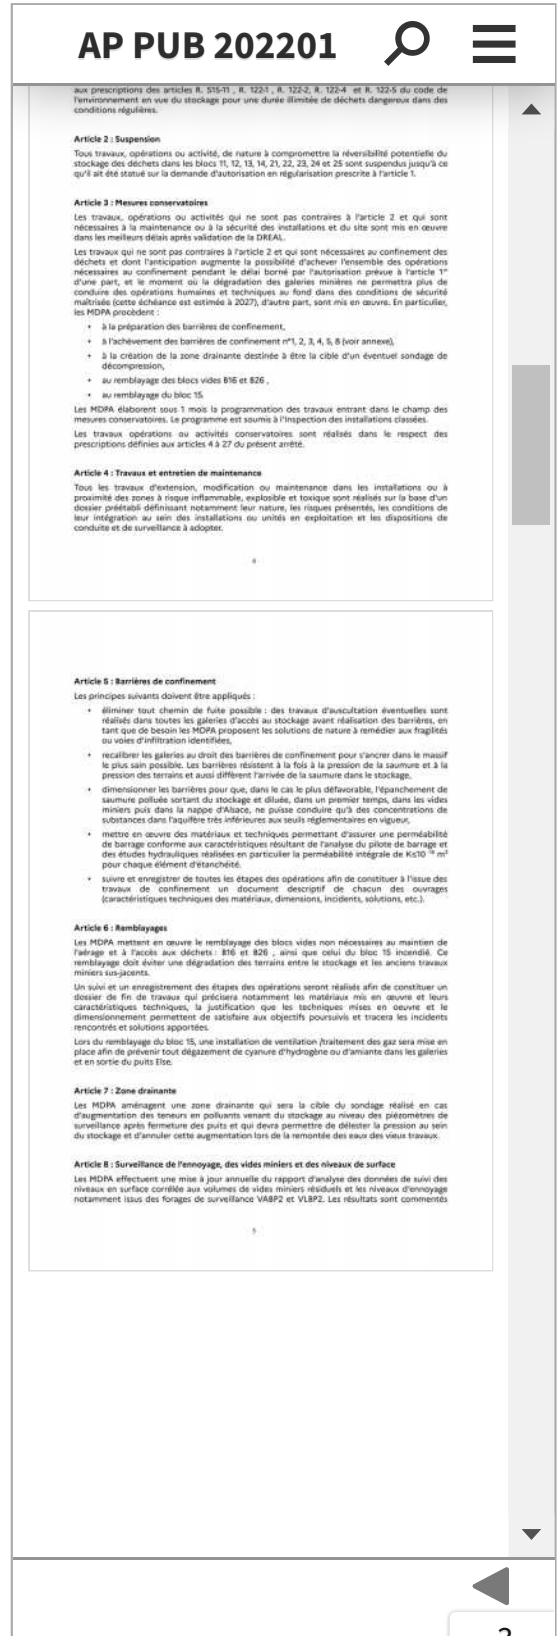 AP PUB 202201
aux prescriptions des articles R. 515-11 , R. 122-1 , R. 122-2, R. 122-4 et R. 122-5 du code de
l'environnement en vue du stockage pour une durée illimitée de déchets dangereux dans des
conditions régulières.
Article 2 : Suspension
Tous travaux, opérations ou activité, de nature à compromettre la réversibilité potentielle du
stockage des déchets dans les blocs 11, 12, 13, 14, 21, 22, 23, 24 et 25 sont suspendus jusqu'à ce
qu'il ait été statué sur la demande d'autorisation en régularisation prescrite à l'article 1.
Article 3 : Mesures conservatoires
Les travaux, opérations ou activités qui ne sont pas contraires à l'article 2 et qui sont
nécessaires à la maintenance ou à la sécurité des installations et du site sont mis en œuvre
dans les meilleurs délais après validation de la DREAL.
Les travaux qui ne sont pas contraires à l'article 2 et qui sont nécessaires au confinement des
déchets et dont l'anticipation augmente la possibilité d'achever l'ensemble des opérations
nécessaires au confinement pendant le délai borné par l'autorisation prévue à l'article 1er
d'une part, et le moment où la dégradation des galeries minières ne permettra plus de
conduire des opérations humaines et techniques au fond dans des conditions de sécurité
maîtrisée (cette échéance est estimée à 2027), d'autre part, sont mis en œuvre. En particulier,
les MDPA procèdent :
• à la préparation des barrières de confinement,
• à l'achèvement des barrières de confinement n°1, 2, 3, 4, 5, 8 (voir annexe),
• à la création de la zone drainante destinée à être la cible d'un éventuel sondage de
décompression,
• au remblayage des blocs vides B16 et B26 ,
• au remblayage du bloc 15.
Les MDPA élaborent sous 1 mois la programmation des travaux entrant dans le champ des
mesures conservatoires. Le programme est soumis à l'Inspection des installations classées.
Les travaux opérations ou activités conservatoires sont réalisés dans le respect des
prescriptions définies aux articles 4 à 27 du présent arrêté.
Article 4 : Travaux et entretien de maintenance
Tous les travaux d'extension, modification ou maintenance dans les installations ou à
proximité des zones à risque inflammable, explosible et toxique sont réalisés sur la base d'un
dossier préétabli définissant notamment leur nature, les risques présentés, les conditions de
leur intégration au sein des installations ou unités en exploitation et les dispositions de
conduite et de surveillance à adopter.
Article 5 : Barrières de confinement
Les principes suivants doivent être appliqués :
• éliminer tout chemin de fuite possible : des travaux d'auscultation éventuelles sont
réalisés dans toutes les galeries d'accès au stockage avant réalisation des barrières, en
tant que de besoin les MDPA proposent les solutions de nature à remédier aux fragilités
ou voies d'infiltration identifiées,
• recalibrer les galeries au droit des barrières de confinement pour s'ancrer dans le massif
le plus sain possible. Les barrières résistent à la fois à la pression de la saumure et à la
pression des terrains et aussi diffèrent l'arrivée de la saumure dans le stockage,
• dimensionner les barrières pour que, dans le cas le plus défavorable, l'épanchement de
saumure polluée sortant du stockage et diluée, dans un premier temps, dans les vides
miniers puis dans la nappe d'Alsace, ne puisse conduire qu'à des concentrations de
substances dans l'aquifère très inférieures aux seuils réglementaires en vigueur,
• mettre en œuvre des matériaux et techniques permettant d'assurer une perméabilité
de barrage conforme aux caractéristiques résultant de l'analyse du pilote de barrage et
des études hydrauliques réalisées en particulier la perméabilité intégrale de K≤10 m²
pour chaque élément d'étanchéité.
• suivre et enregistrer de toutes les étapes des opérations afin de constituer à l'issue des
travaux de confinement un document descriptif de chacun des ouvrages
(caractéristiques techniques des matériaux, dimensions, incidents, solutions, etc.).
Article 6 : Remblayages
Les MDPA mettent en œuvre le remblayage des blocs vides non nécessaires au maintien de
l'aérage et à l'accès aux déchets : B16 et B26 , ainsi que celui du bloc 15 incendié. Ce
remblayage doit éviter une dégradation des terrains entre le stockage et les anciens travaux
miniers sus-jacents.
Un suivi et un enregistrement des étapes des opérations seront réalisés afin de constituer un
dossier de fin de travaux qui précisera notamment les matériaux mis en œuvre et leurs
caractéristiques techniques, la justification que les techniques mises en oeuvre et le
dimensionnement permettent de satisfaire aux objectifs poursuivis et tracera les incidents
rencontrés et solutions apportées.
Lors du remblayage du bloc 15, une installation de ventilation /traitement des gaz sera mise en
place afin de prévenir tout dégazement de cyanure d'hydrogène ou d'amiante dans les galeries
et en sortie du puits Else.
Article 7 : Zone drainante
Les MDPA aménagent une zone drainante qui sera la cible du sondage réalisé en cas
d'augmentation des teneurs en polluants venant du stockage au niveau des piézomètres de
surveillance après fermeture des puits et qui devra permettre de délester la pression au sein
du stockage et d'annuler cette augmentation lors de la remontée des eaux des vieux travaux.
Article 8 : Surveillance de l'ennoyage, des vides miniers et des niveaux de surface
Les MDPA effectuent une mise à jour annuelle du rapport d'analyse des données de suivi des
niveaux en surface corrélée aux volumes de vides miniers résiduels et les niveaux d'ennoyage
notamment issus des forages de surveillance VABP2 et VLBP2. Les résultats sont commentés
5